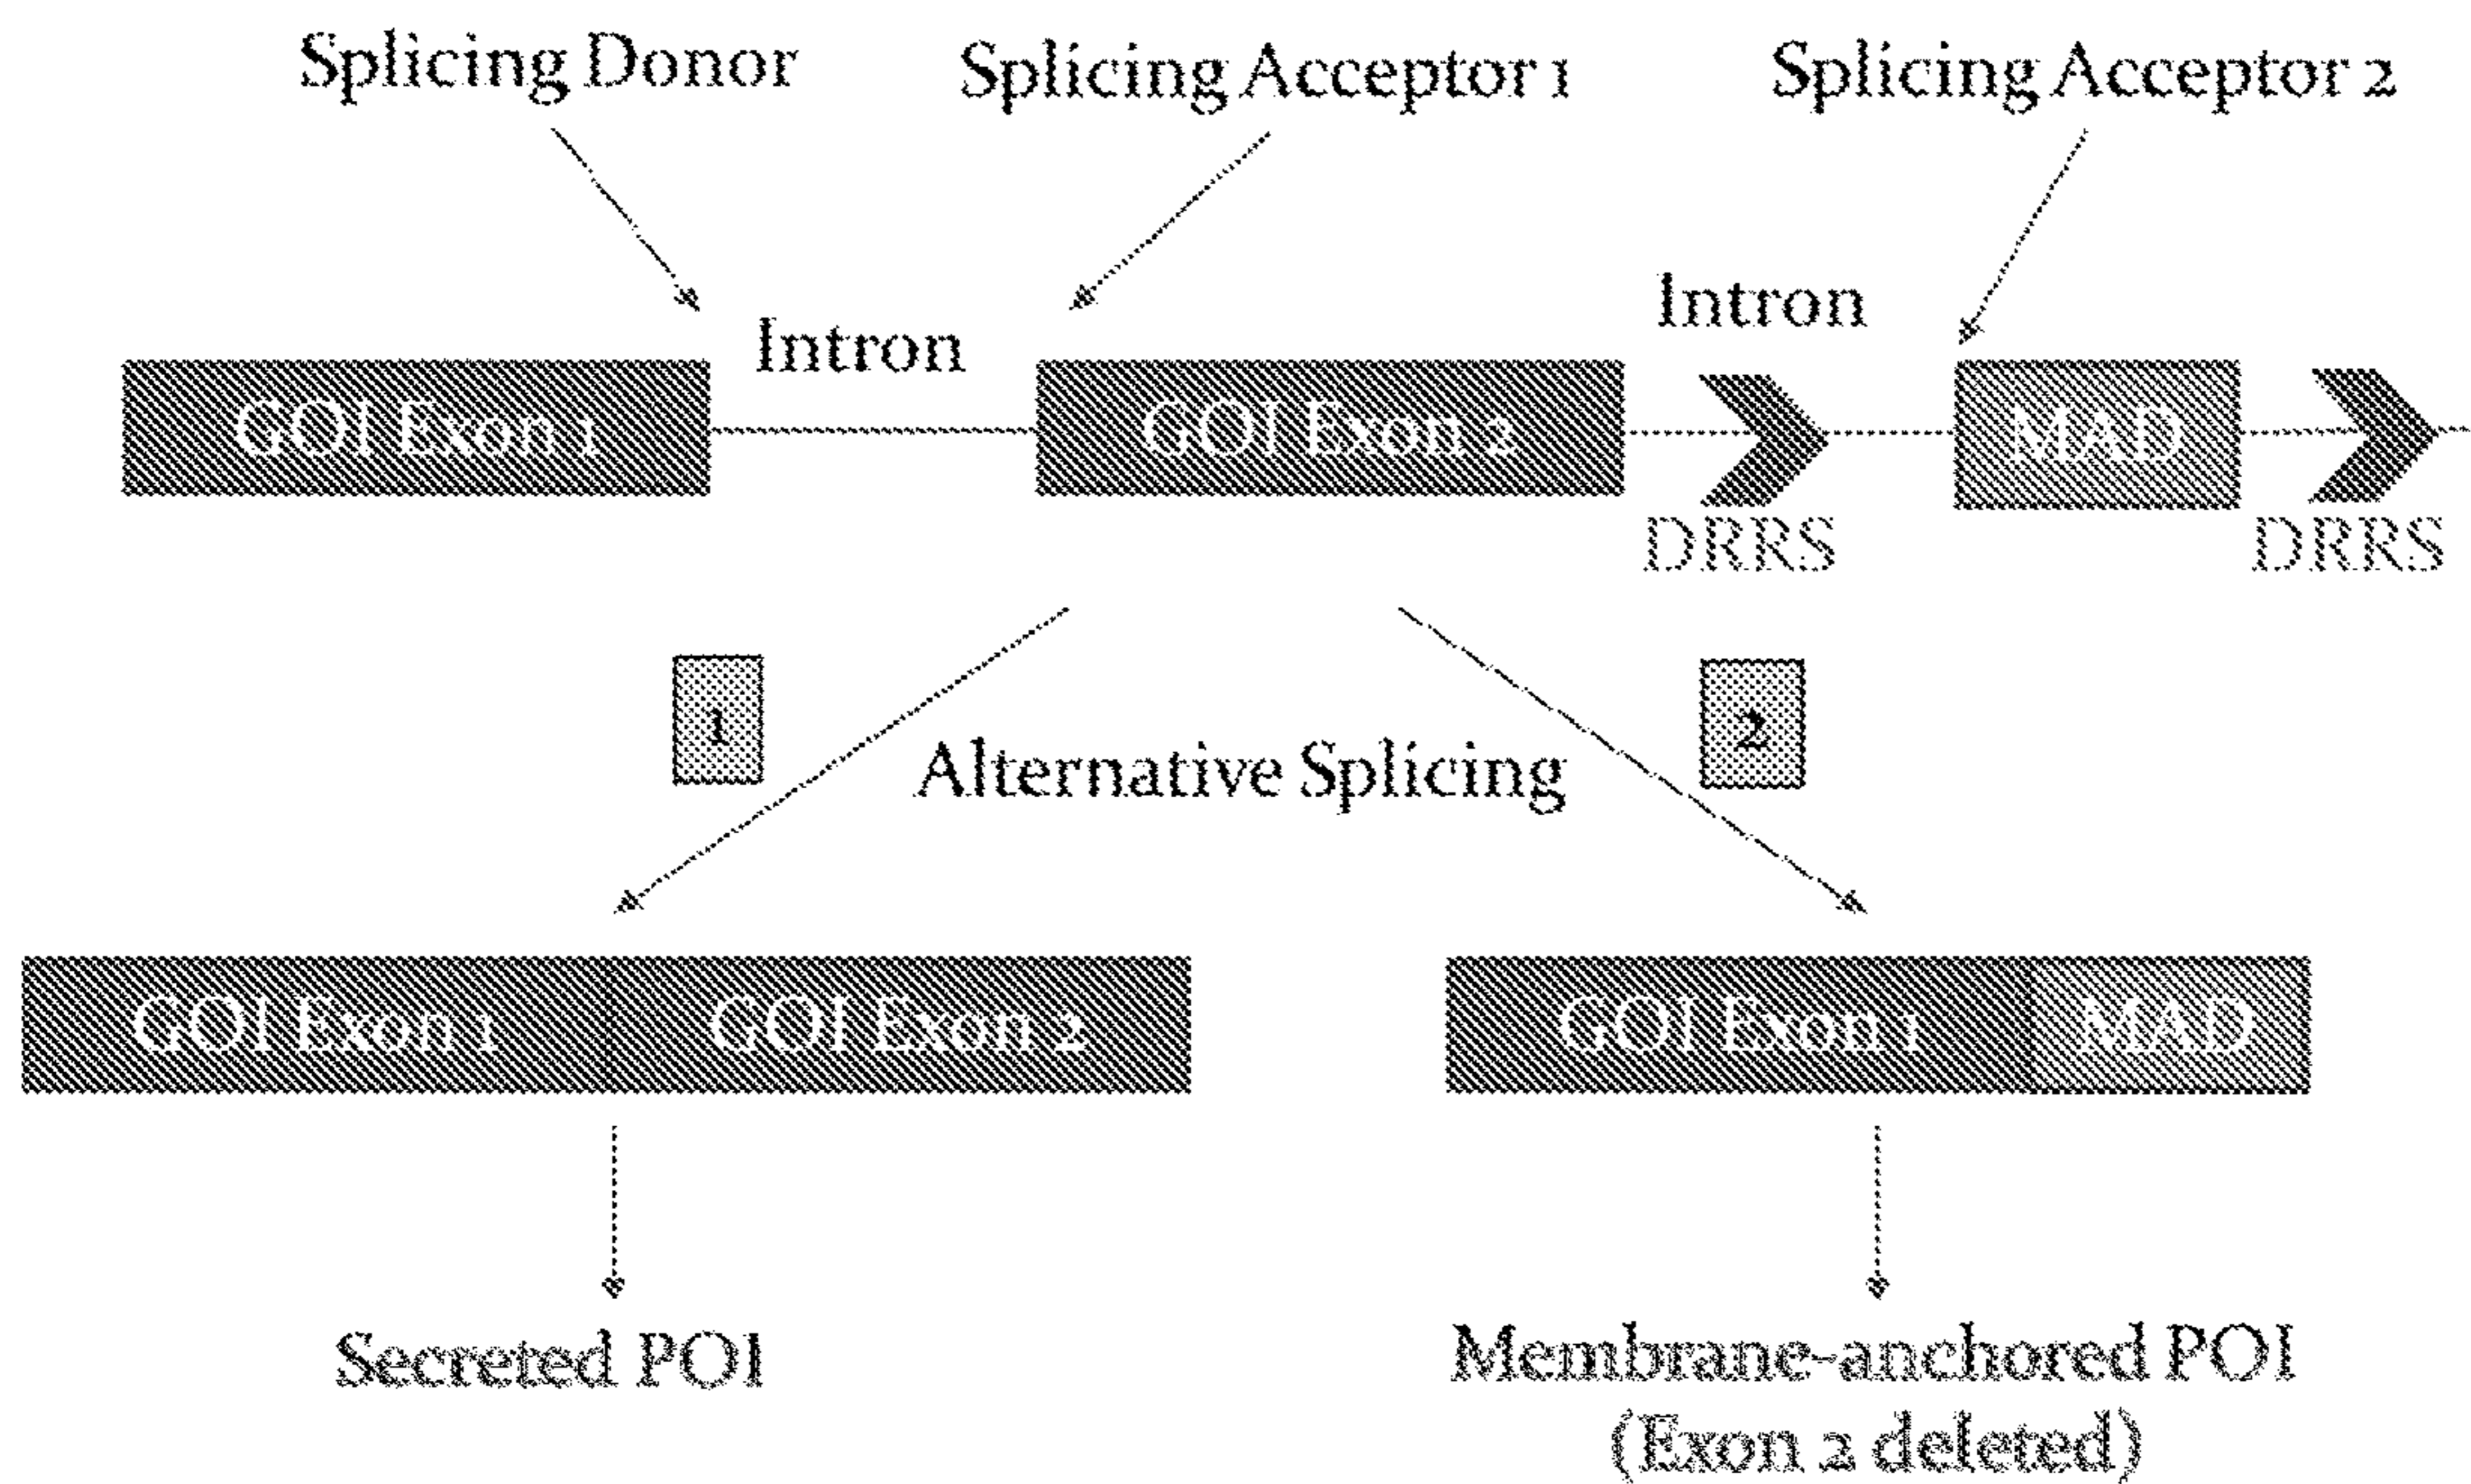 Splicing Donor
Splicing Acceptor 1
Splicing Acceptor 2
Intron
Intron
GOI Exon 1
GOI Exon 2
MAD
DRRS
DRRS
1
2
Alternative Splicing
GOI Exon 1
GOI Exon 2
GOI Exon 1
MAD
Secreted POI
Membrane-anchored POI
(Exon 2 deleted)